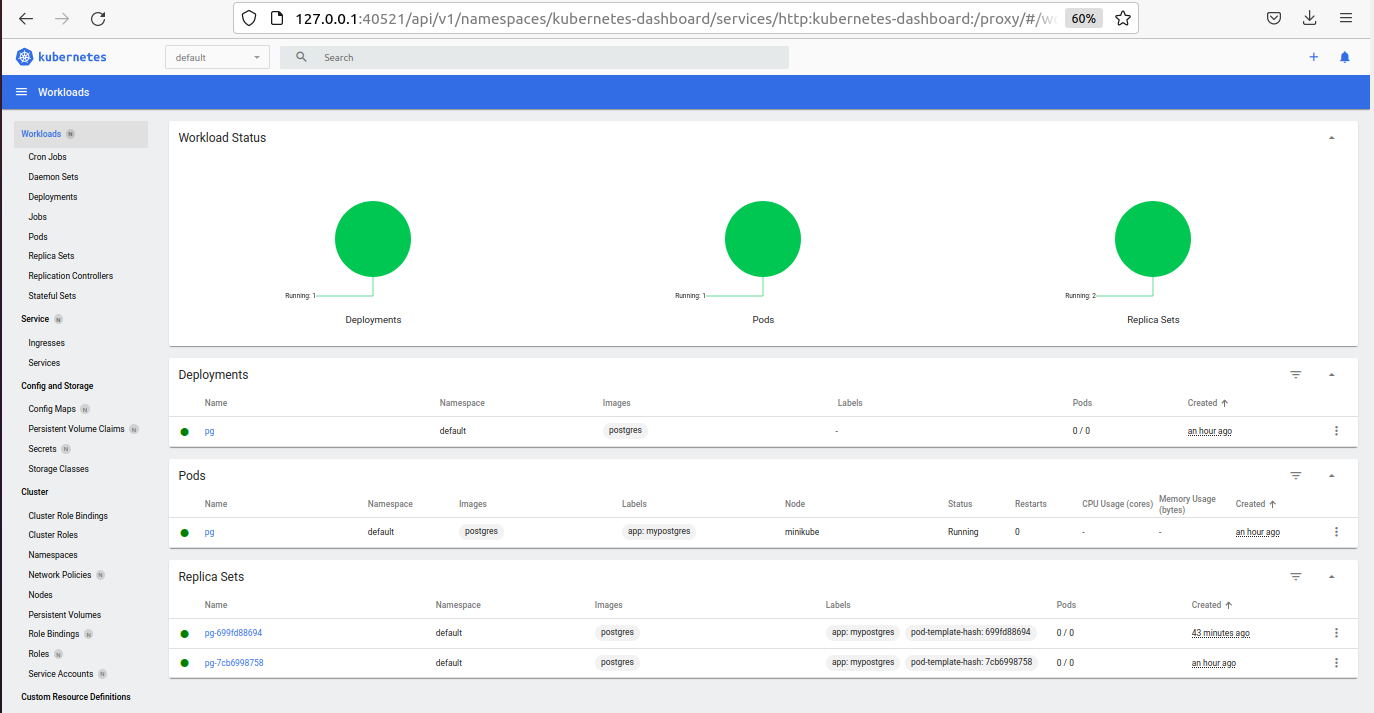 127.0.0.1:40521/api/v1/namespaces/kubernetes-dashboard/services/http:kubernetes-dashboard:/proxy/#/wo 60%
kubernetes default Search
Workloads
Workloads N
Cron Jobs
Daemon Sets
Deployments
Jobs
Pods
Replica Sets
Replication Controllers
Stateful Sets
Service N
Ingresses
Services
Config and Storage
Config Maps N
Persistent Volume Claims N
Secrets N
Storage Classes
Cluster
Cluster Role Bindings
Cluster Roles
Namespaces
Network Policies N
Nodes
Persistent Volumes
Role Bindings N
Roles N
Service Accounts N
Custom Resource Definitions
Workload Status
Running: 1 Running: 1 Running: 2
Deployments Pods Replica Sets
Deployments
Name Namespace Images Labels Pods Created
pg default postgres - 0 / 0 an hour ago
Pods
Name Namespace Images Labels Node Status Restarts CPU Usage (cores) Memory Usage (bytes) Created
pg default postgres app: mypostgres minikube Running 0 - - an hour ago
Replica Sets
Name Namespace Images Labels Pods Created
pg-699fd88694 default postgres app: mypostgres pod-template-hash: 699fd88694 0 / 0 43 minutes ago
pg-7cb6998758 default postgres app: mypostgres pod-template-hash: 7cb6998758 0 / 0 an hour ago